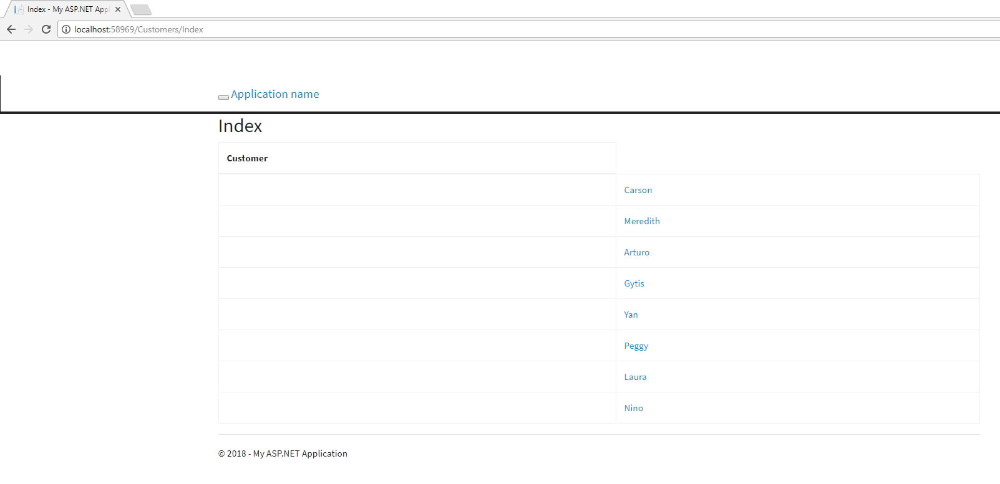 Index - My ASP.NET App
localhost:58969/Customers/Index
Application name
Index
Customer
Carson
Meredith
Arturo
Gytis
Yan
Peggy
Laura
Nino
© 2018 - My ASP.NET Application